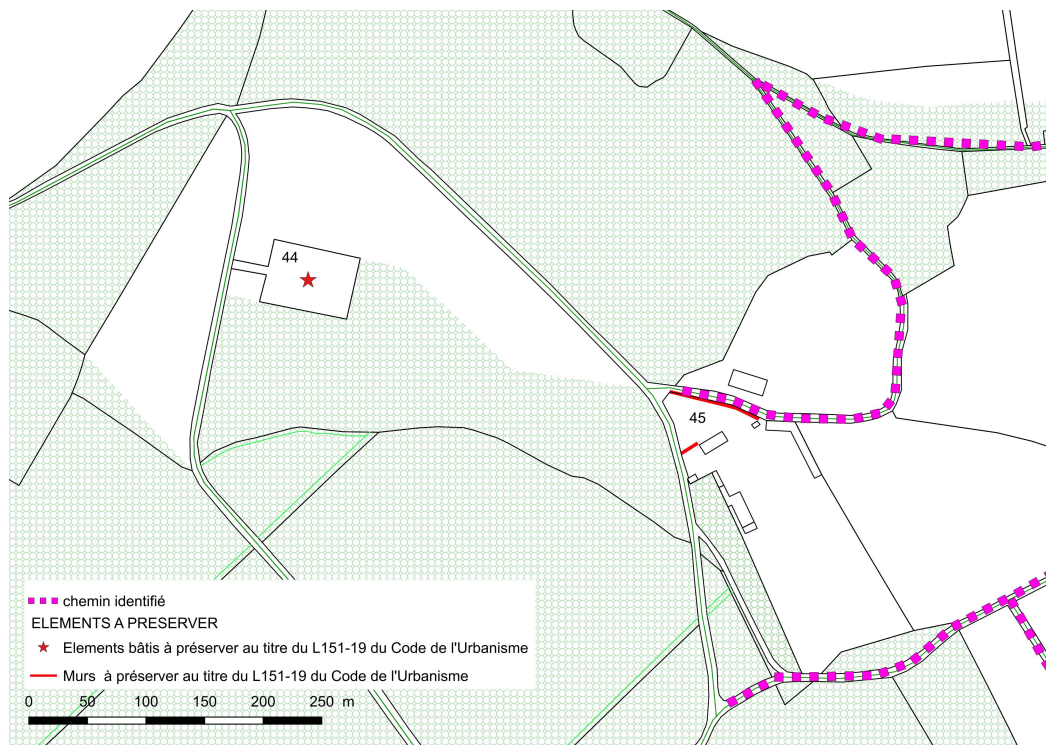 44
45
chemin identifié
ELEMENTS A PRESERVER
Elements bâtis à préserver au titre du L151-19 du Code de l'Urbanisme
Murs à préserver au titre du L151-19 du Code de l'Urbanisme
0 50 100 150 200 250 m